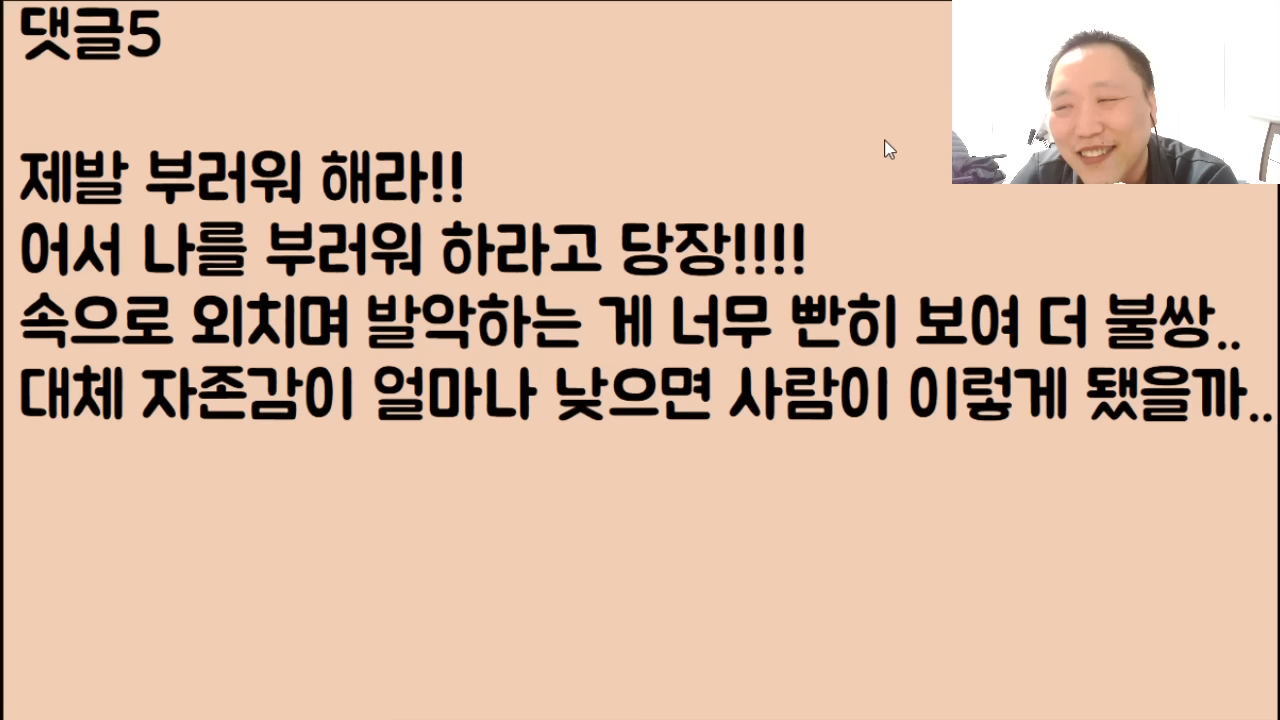 댓글5
제발 부러워 해라!!
어서 나를 부러워 하라고 당장!!!!
속으로 외치며 발악하는 게 너무 빤히 보여 더 불쌍..
대체 자존감이 얼마나 낮으면 사람이 이렇게 됐을까..